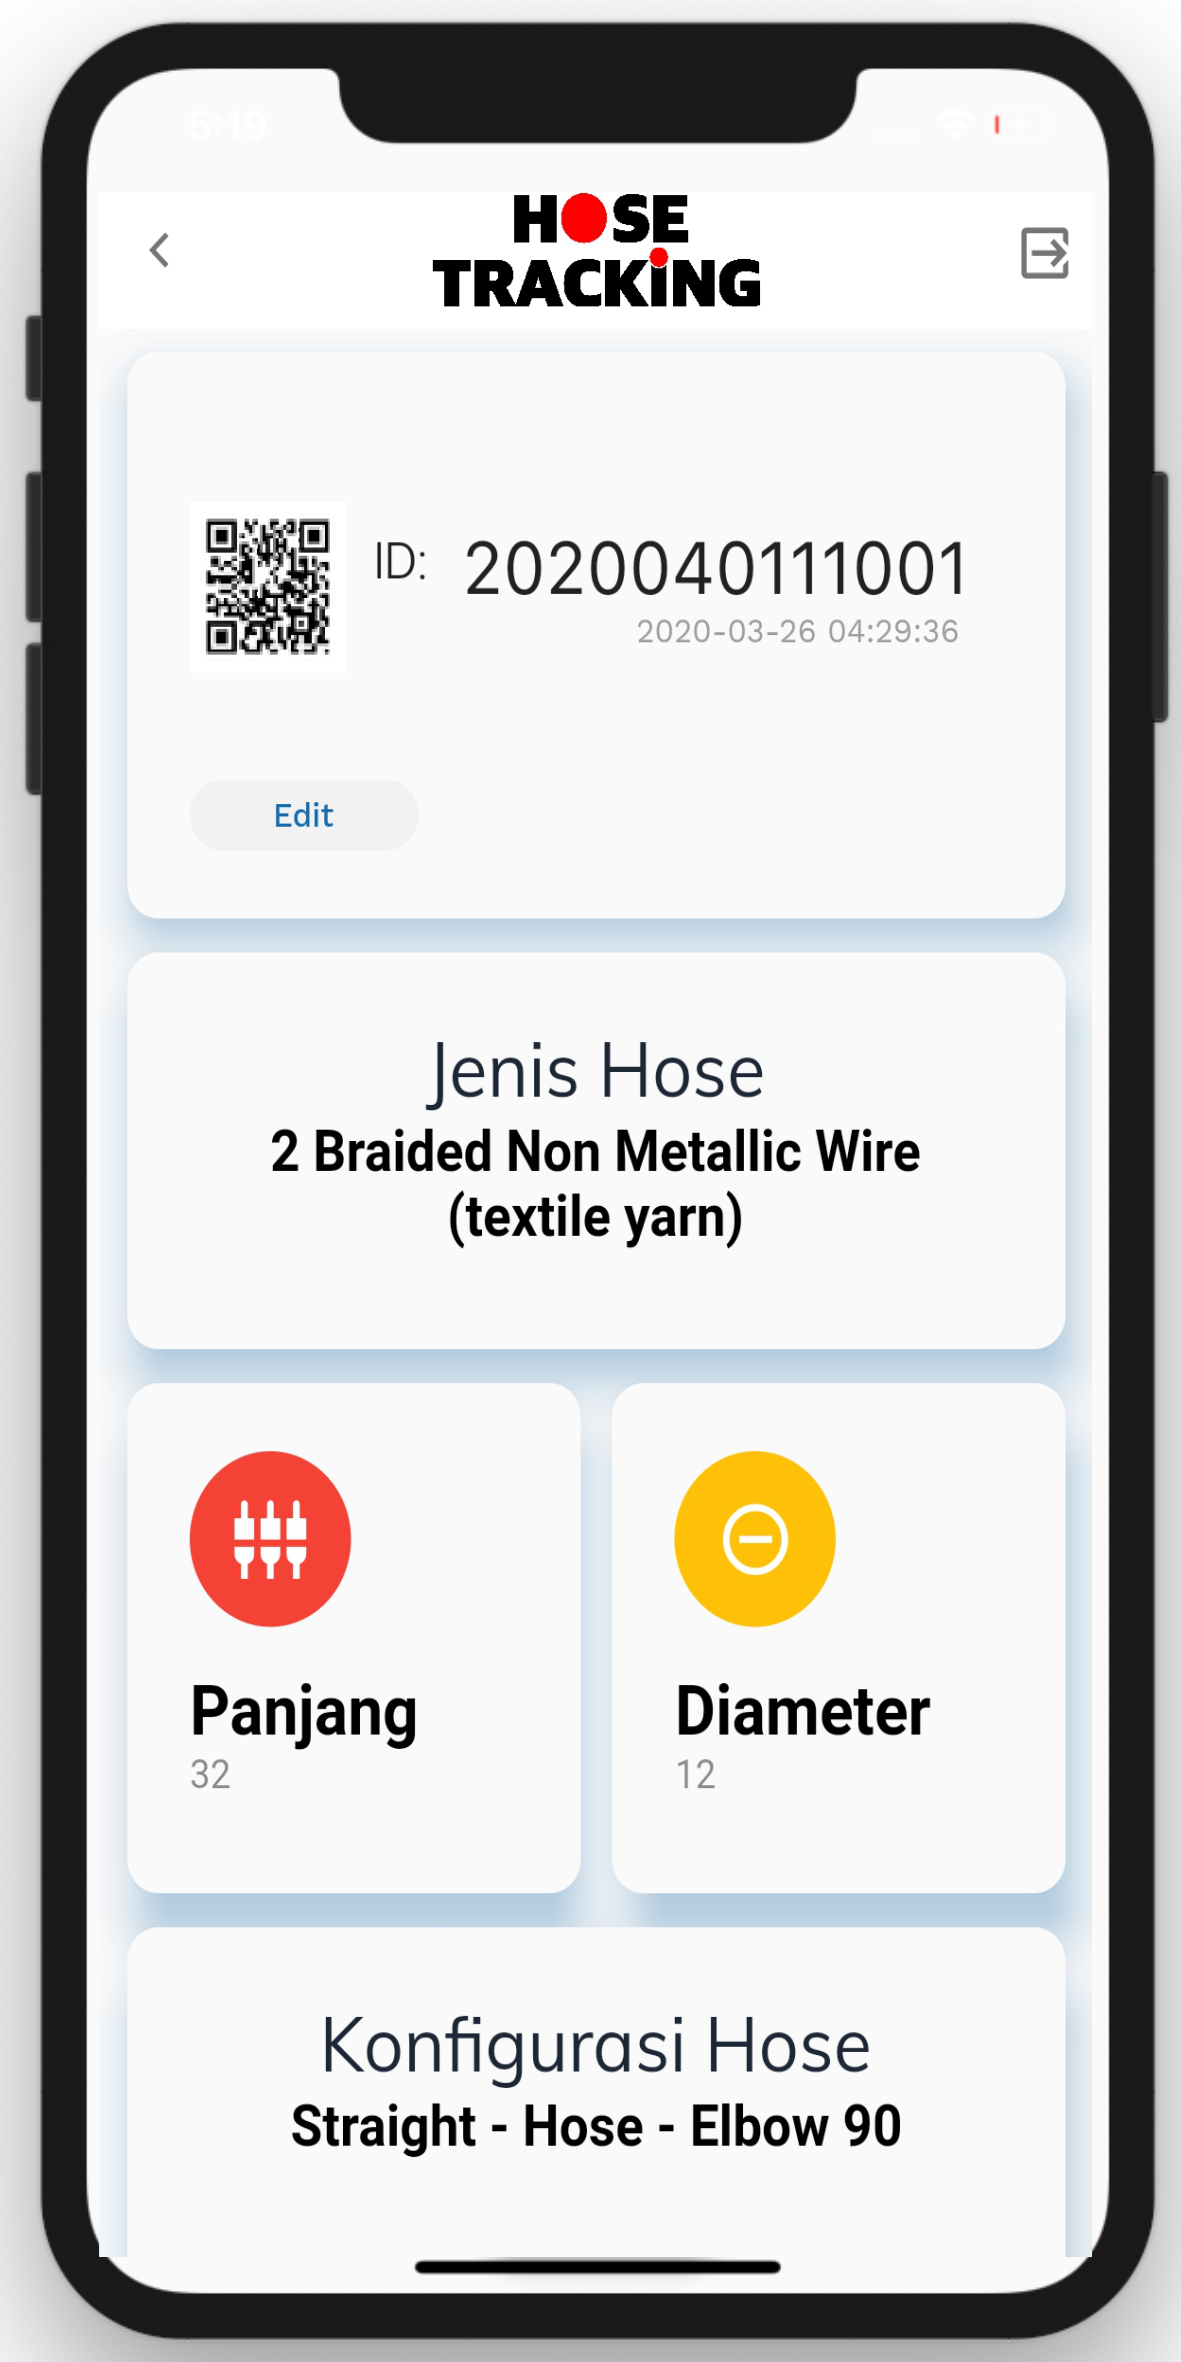 5:19
HOSE
TRACKiNG
ID: 2020040111001
2020-03-26 04:29:36
Edit
Jenis Hose
2 Braided Non Metallic Wire
(textile yarn)
Panjang
32
Diameter
12
Konfigurasi Hose
Straight - Hose - Elbow 90